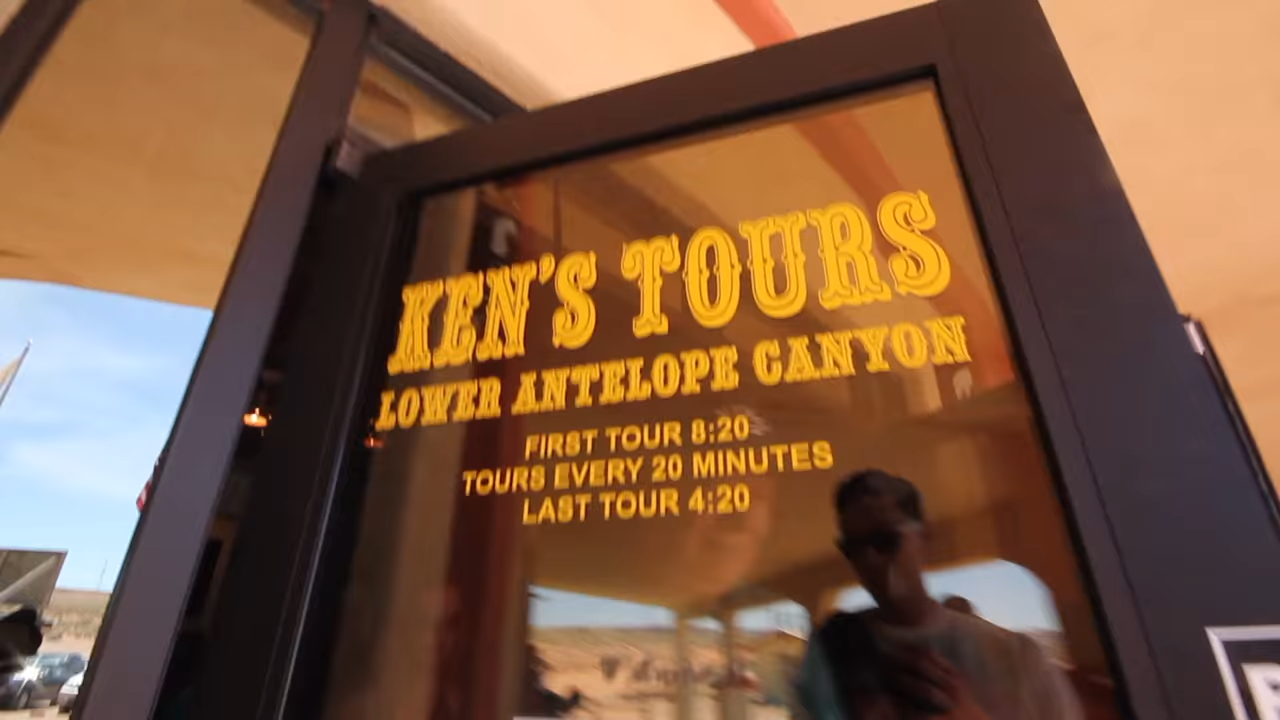 KEN'S TOURS
LOWER ANTELOPE CANYON
FIRST TOUR 8:20
TOURS EVERY 20 MINUTES
LAST TOUR 4:20